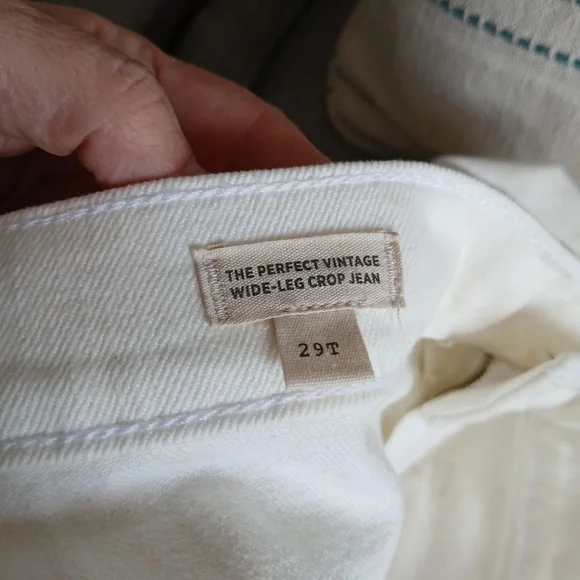 THE PERFECT VINTAGE
WIDE-LEG CROP JEAN
29T